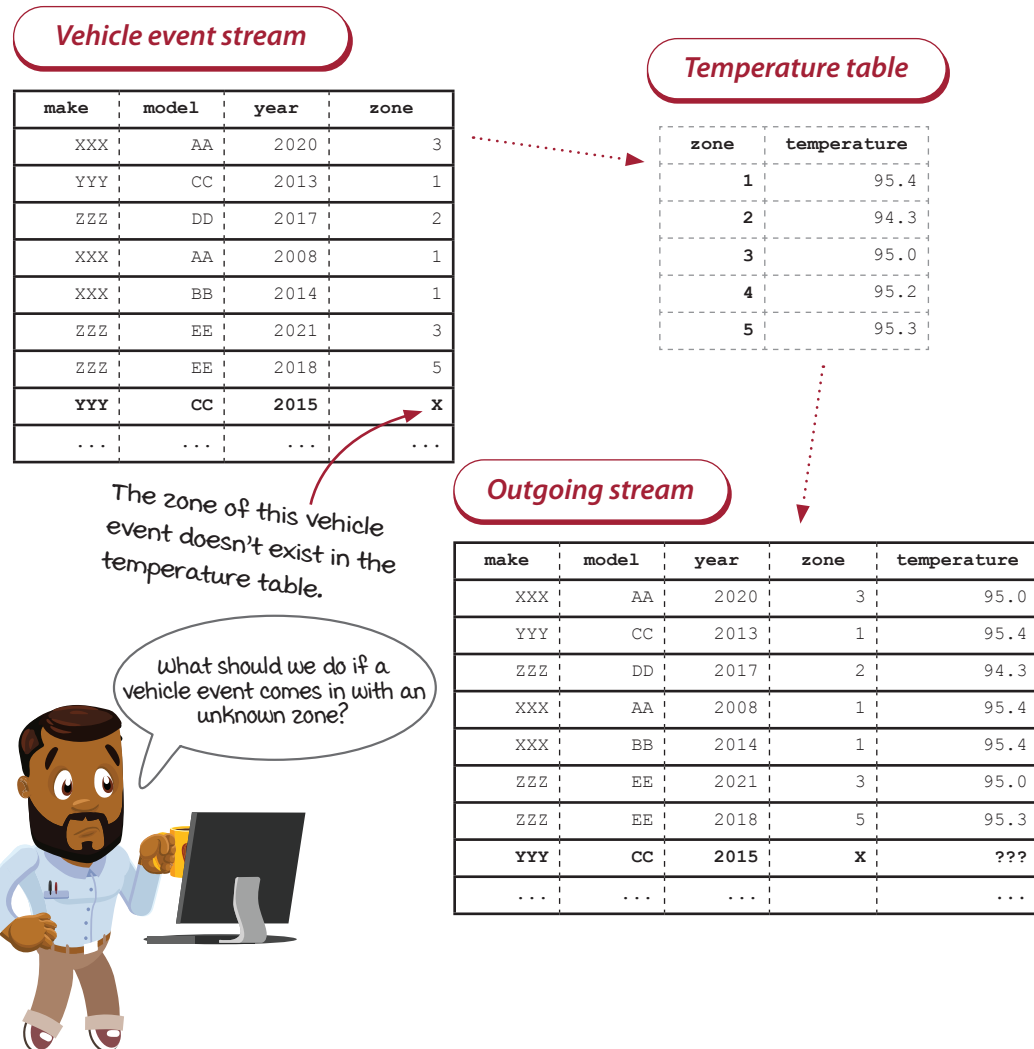 Vehicle event stream
make model year zone
XXX AA 2020 3
YYY CC 2013 1
ZZZ DD 2017 2
XXX AA 2008 1
XXX BB 2014 1
ZZZ EE 2021 3
ZZZ EE 2018 5
YYY CC 2015 X
... ... ... ...
The zone of this vehicle
event doesn't exist in the
temperature table.
Temperature table
zone temperature
1 95.4
2 94.3
3 95.0
4 95.2
5 95.3
What should we do if a
vehicle event comes in with an
unknown zone?
Outgoing stream
make model year zone temperature
XXX AA 2020 3 95.0
YYY CC 2013 1 95.4
ZZZ DD 2017 2 94.3
XXX AA 2008 1 95.4
XXX BB 2014 1 95.4
ZZZ EE 2021 3 95.0
ZZZ EE 2018 5 95.3
YYY CC 2015 X ???
... ... ... ...